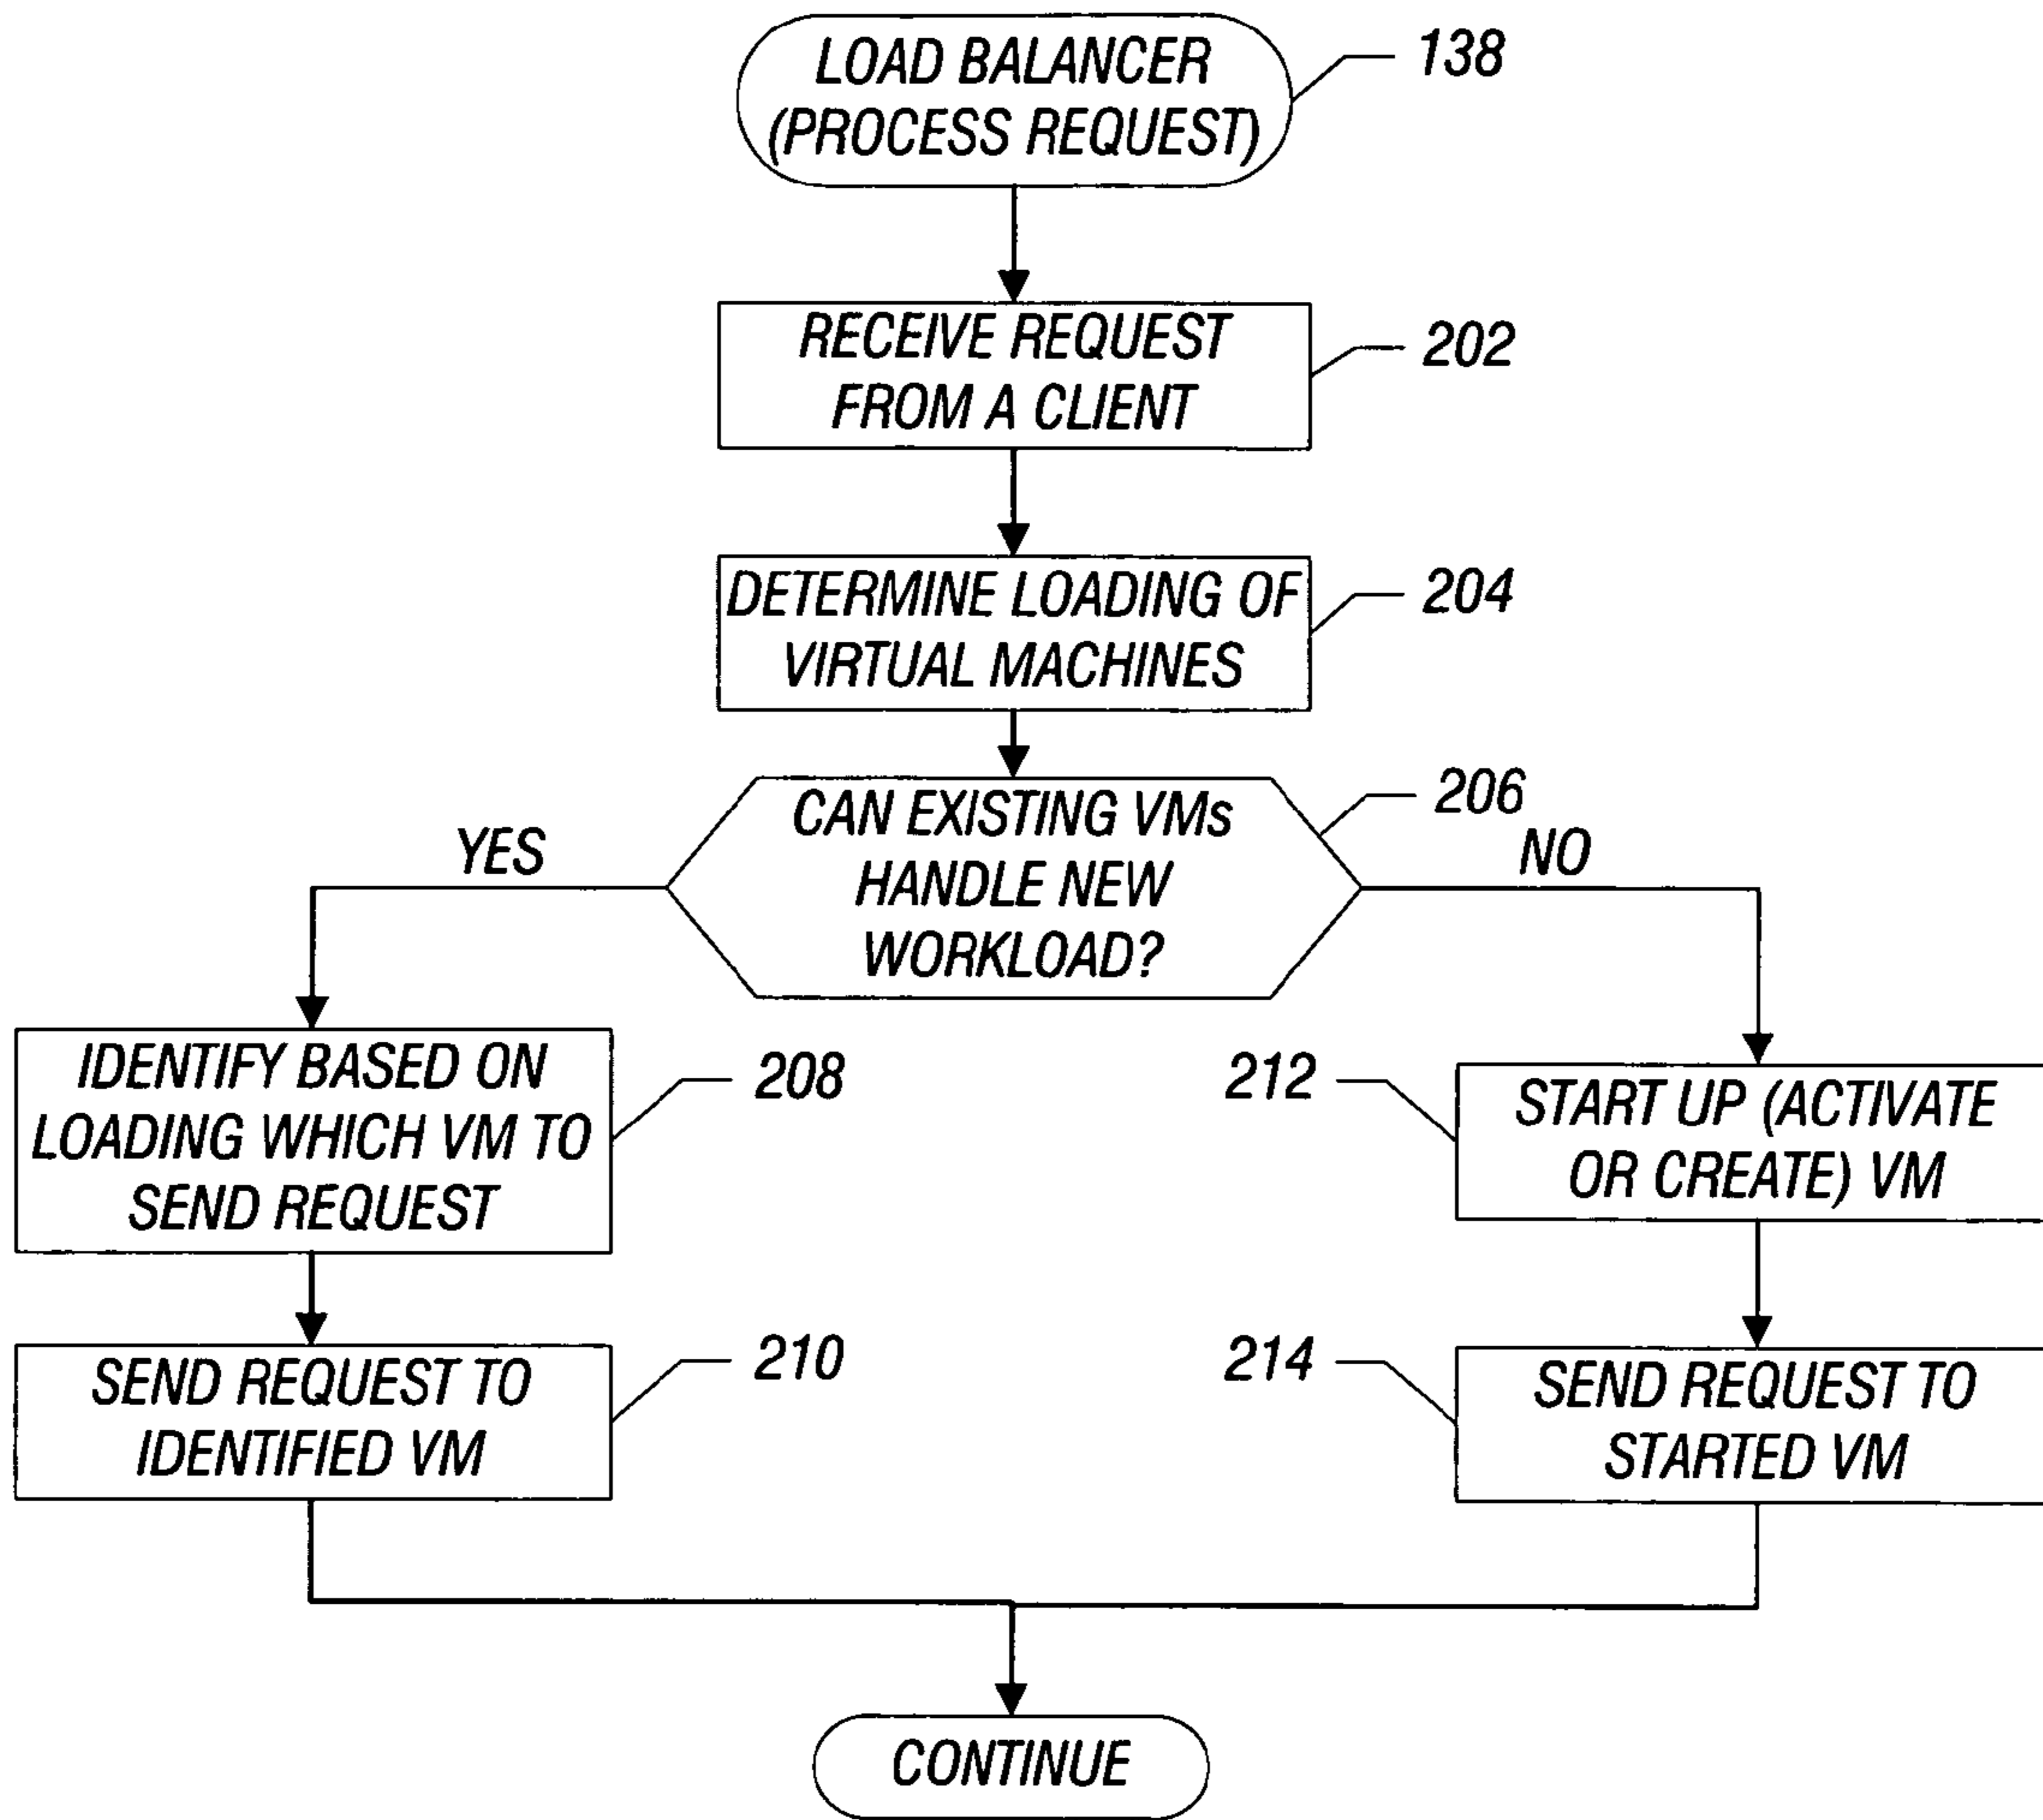 LOAD BALANCER
(PROCESS REQUEST)
138
RECEIVE REQUEST
FROM A CLIENT
202
DETERMINE LOADING OF
VIRTUAL MACHINES
204
CAN EXISTING VMs
HANDLE NEW
WORKLOAD?
206
YES
NO
IDENTIFY BASED ON
LOADING WHICH VM TO
SEND REQUEST
208
212
START UP (ACTIVATE
OR CREATE) VM
SEND REQUEST TO
IDENTIFIED VM
210
214
SEND REQUEST TO
STARTED VM
CONTINUE